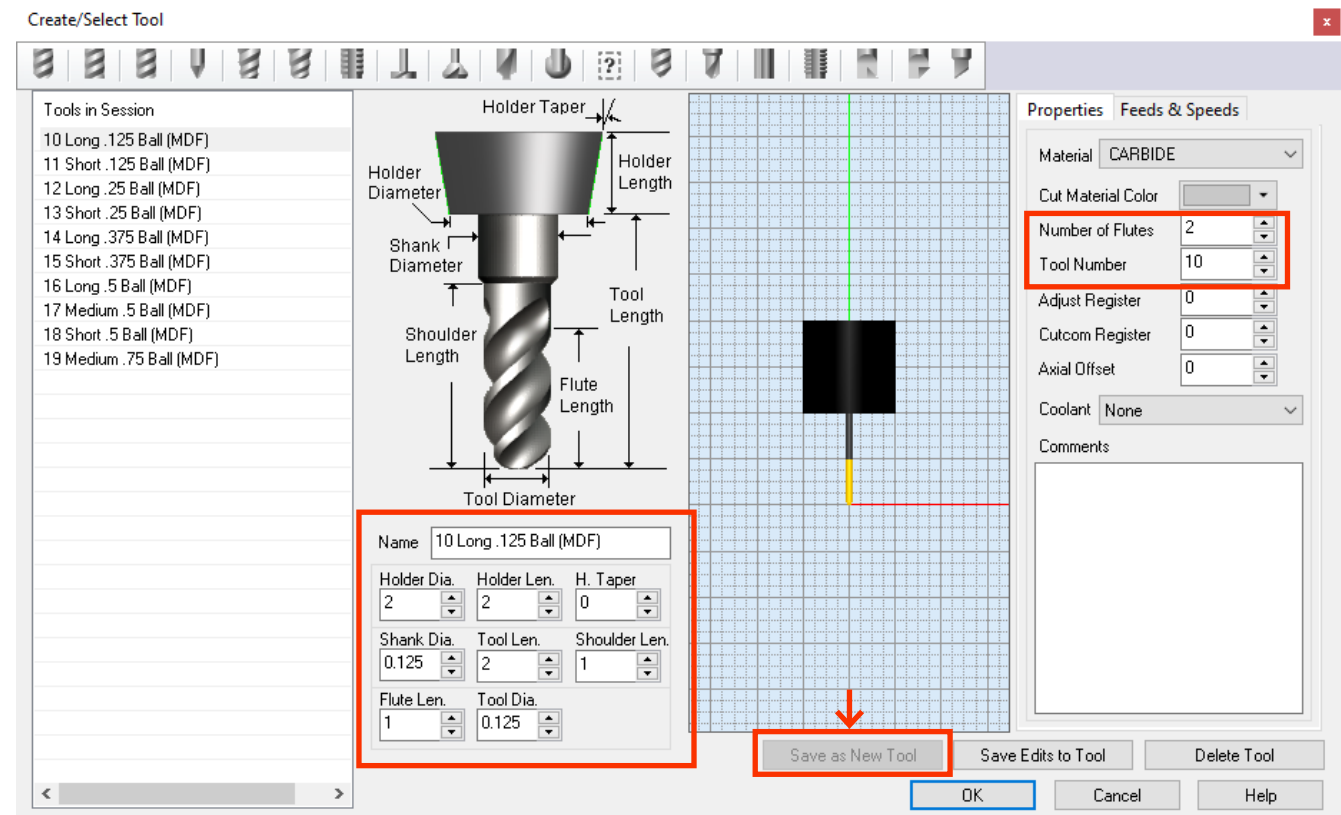 Create/Select Tool
x
?
Tools in Session
10 Long .125 Ball (MDF)
11 Short .125 Ball (MDF)
12 Long .25 Ball (MDF)
13 Short .25 Ball (MDF)
14 Long .375 Ball (MDF)
15 Short .375 Ball (MDF)
16 Long .5 Ball (MDF)
17 Medium .5 Ball (MDF)
18 Short .5 Ball (MDF)
19 Medium .75 Ball (MDF)
Holder Taper
Holder
Length
Holder
Diameter
Shank
Diameter
Tool
Length
Shoulder
Length
Flute
Length
Tool Diameter
Name 10 Long .125 Ball (MDF)
Holder Dia. Holder Len. H. Taper
2 2 0
Shank Dia. Tool Len. Shoulder Len.
0.125 2 1
Flute Len. Tool Dia.
1 0.125
Properties Feeds & Speeds
Material CARBIDE
Cut Material Color
Number of Flutes 2
Tool Number 10
Adjust Register 0
Cutcom Register 0
Axial Offset 0
Coolant None
Comments
Save as New Tool Save Edits to Tool Delete Tool
OK Cancel Help